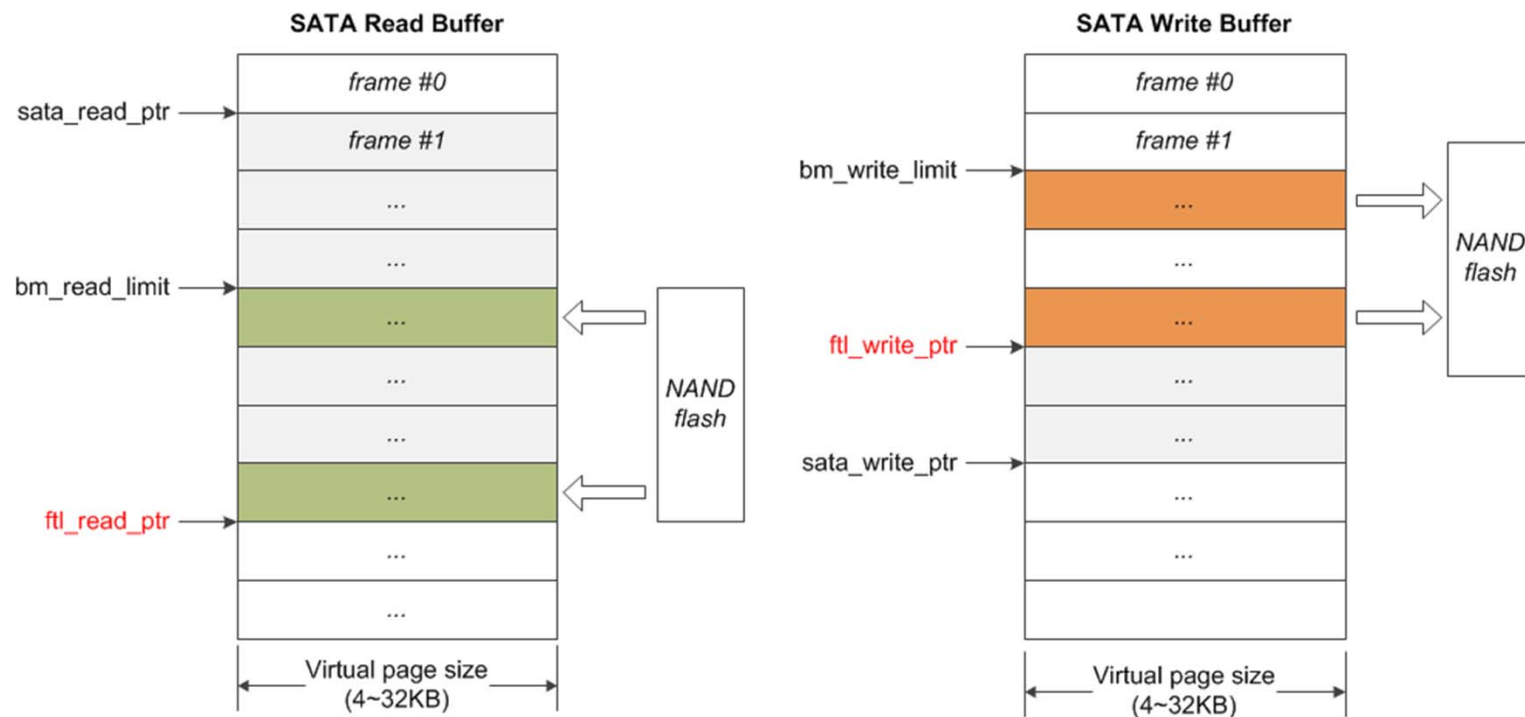 SATA Read Buffer
frame #0
sata_read_ptr
frame #1
...
...
bm_read_limit
...
...
...
...
ftl_read_ptr
...
...
NAND
flash
Virtual page size
(4~32KB)
SATA Write Buffer
frame #0
frame #1
bm_write_limit
...
...
...
ftl_write_ptr
...
...
sata_write_ptr
...
...
NAND
flash
Virtual page size
(4~32KB)